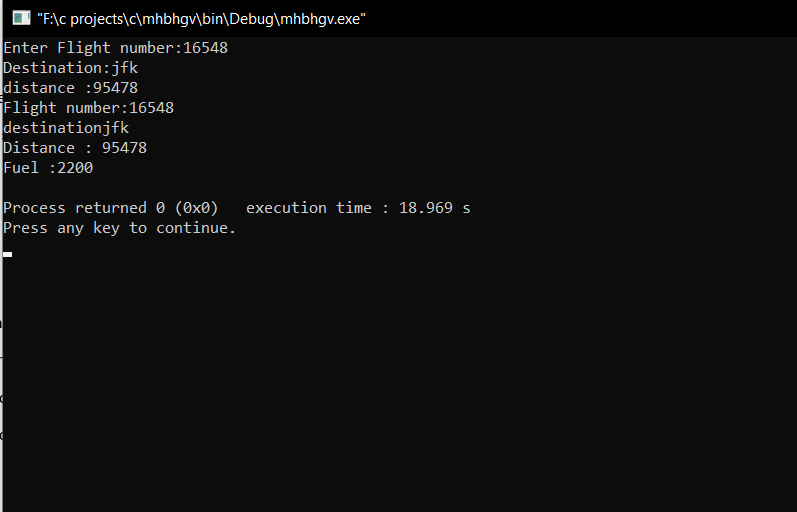 "F:\c projects\c\mhbhgv\bin\Debug\mhbhgv.exe"
Enter Flight number:16548
Destination:jfk
distance :95478
Flight number:16548
destinationjfk
Distance : 95478
Fuel :2200
Process returned 0 (0x0)   execution time : 18.969 s
Press any key to continue.